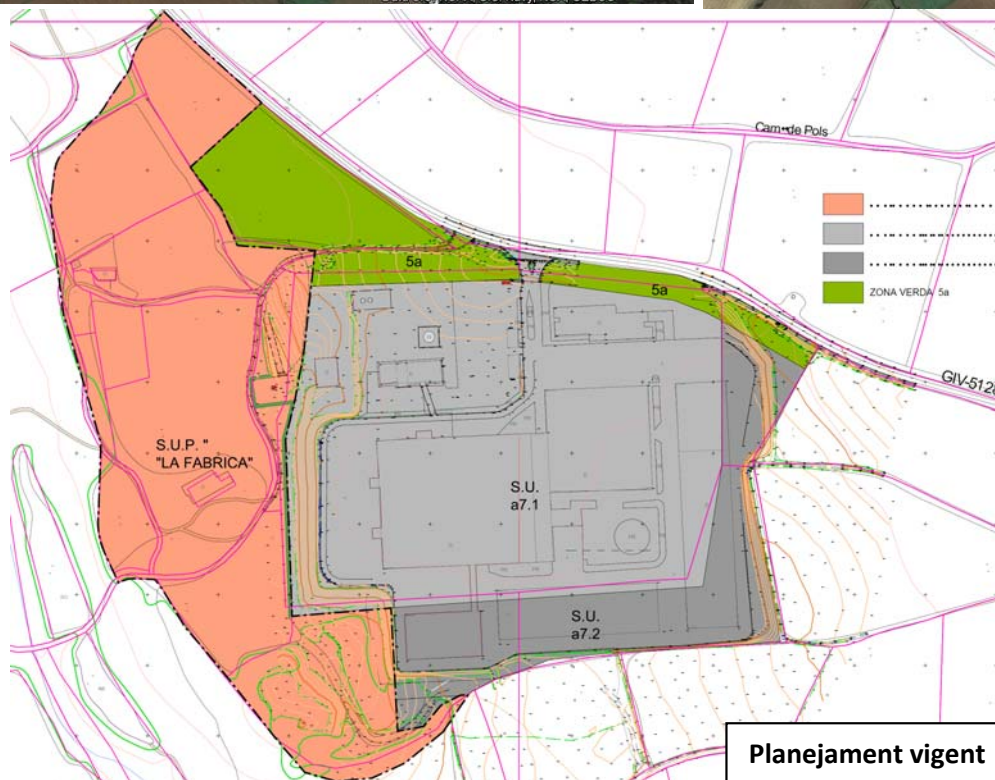 Cam de Pols
ZONA VERDA 5a
5a
5a
GIV-512
S.U.P. "
"LA FABRICA"
S.U.
a7.1
S.U.
a7.2
Planejament vigent